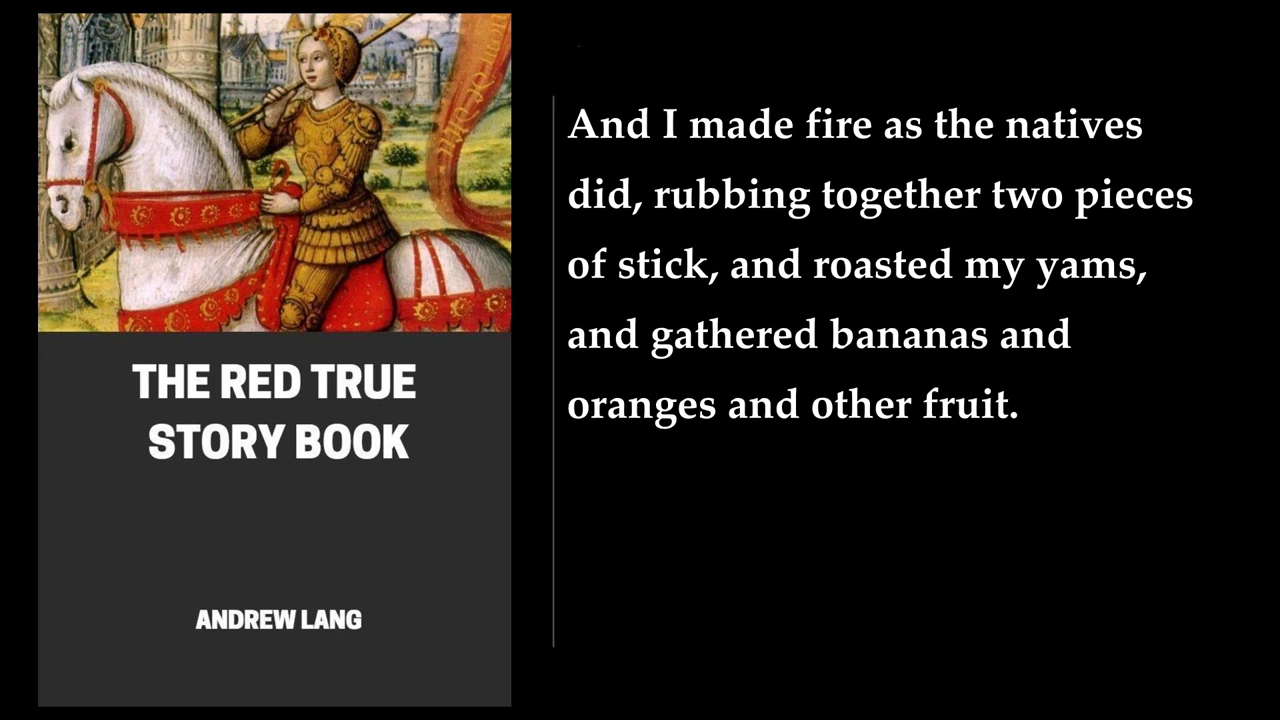 THE RED TRUE
STORY BOOK
ANDREW LANG
And I made fire as the natives
did, rubbing together two pieces
of stick, and roasted my yams,
and gathered bananas and
oranges and other fruit.